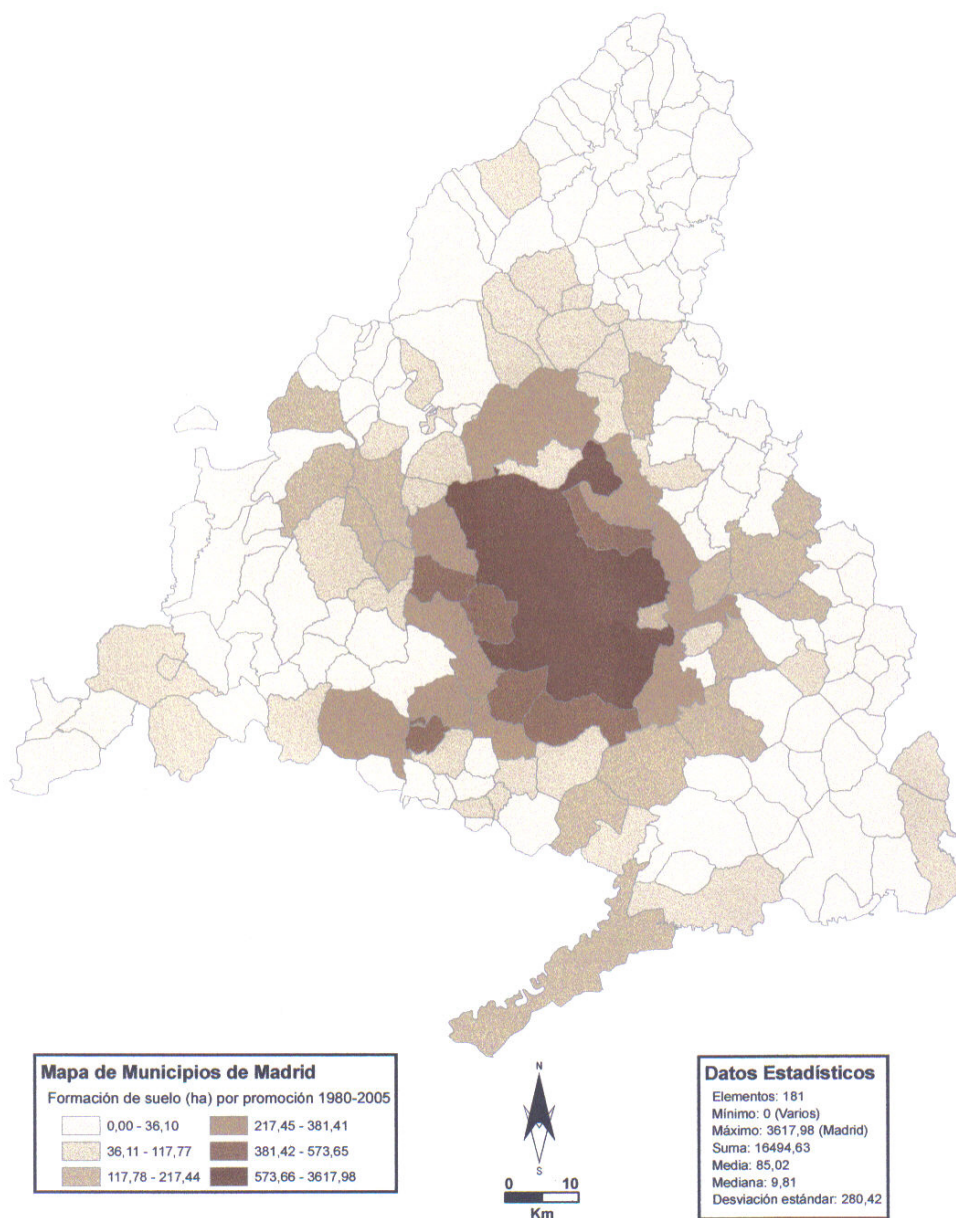 Mapa de Municipios de Madrid
Formación de suelo (ha) por promoción 1980-2005
0,00 - 36,10
217,45 - 381,41
36,11 - 117,77
381,42 - 573,65
117,78 - 217,44
573,66 - 3617,98
N
S
0 10
Km
Datos Estadísticos
Elementos: 181
Mínimo: 0 (Varios)
Máximo: 3617,98 (Madrid)
Suma: 16494,63
Media: 85,02
Mediana: 9,81
Desviación estándar: 280,42